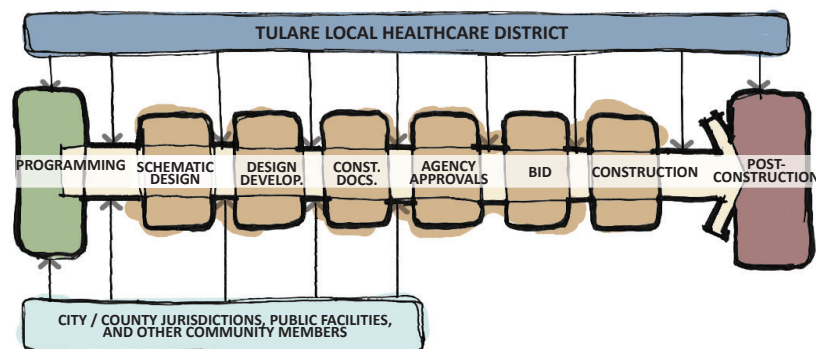 TULARE LOCAL HEALTHCARE DISTRICT
PROGRAMMING
SCHEMATIC
DESIGN
DESIGN
DEVELOP.
CONST.
DOCS.
AGENCY
APPROVALS
BID
CONSTRUCTION
POST-
CONSTRUCTION
CITY / COUNTY JURISDICTIONS, PUBLIC FACILITIES,
AND OTHER COMMUNITY MEMBERS